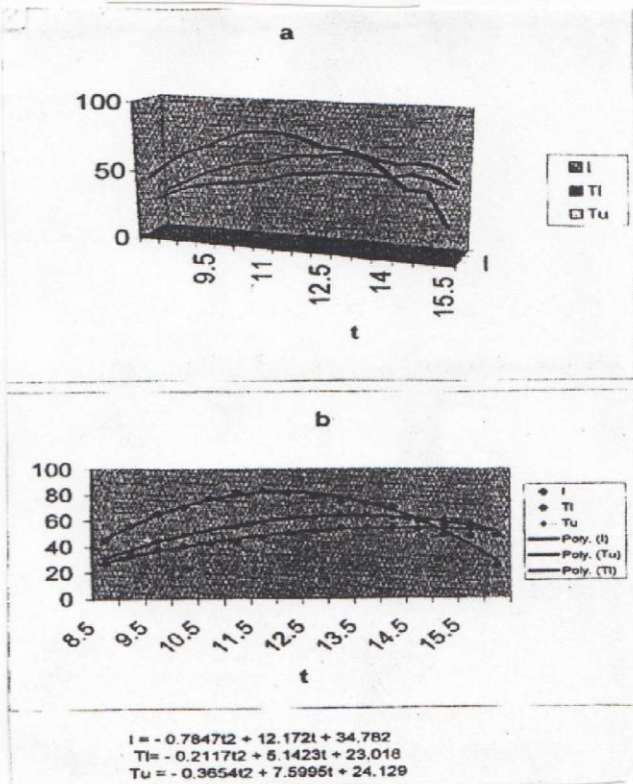 a
100
50
0
9.5
11
12.5
14
15.5
I
t
I
Tl
Tu
b
100
80
60
40
20
0
8.5
9.5
10.5
11.5
12.5
13.5
14.5
15.5
t
I
Tl
Tu
Poly. (I)
Poly. (Tu)
Poly. (Tl)
I = - 0.7847t2 + 12.172t + 34.782
Tl= - 0.2117t2 + 5.1423t + 23,018
Tu = - 0.3654t2 + 7.5995t + 24.129